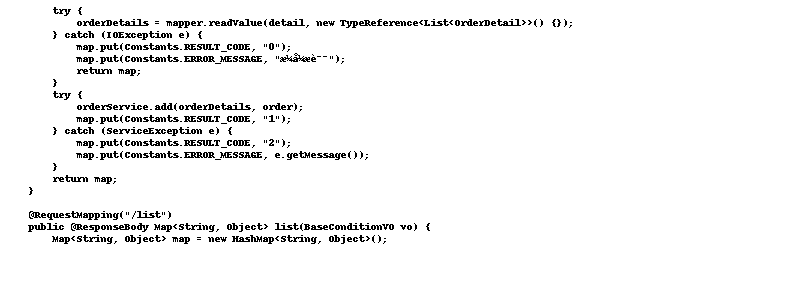 try {
orderDetails = mapper.readValue(detail, new TypeReference<List<OrderDetail>>() {});
} catch (IOException e) {
map.put(Constants.RESULT_CODE, "0");
map.put(Constants.ERROR_MESSAGE, "");
return map;
}
try {
orderService.add(orderDetails, order);
map.put(Constants.RESULT_CODE, "1");
} catch (ServiceException e) {
map.put(Constants.RESULT_CODE, "2");
map.put(Constants.ERROR_MESSAGE, e.getMessage());
}
return map;
}
@RequestMapping("/list")
public @ResponseBody Map<String, Object> list(BaseConditionVO vo) {
Map<String, Object> map = new HashMap<String, Object>();